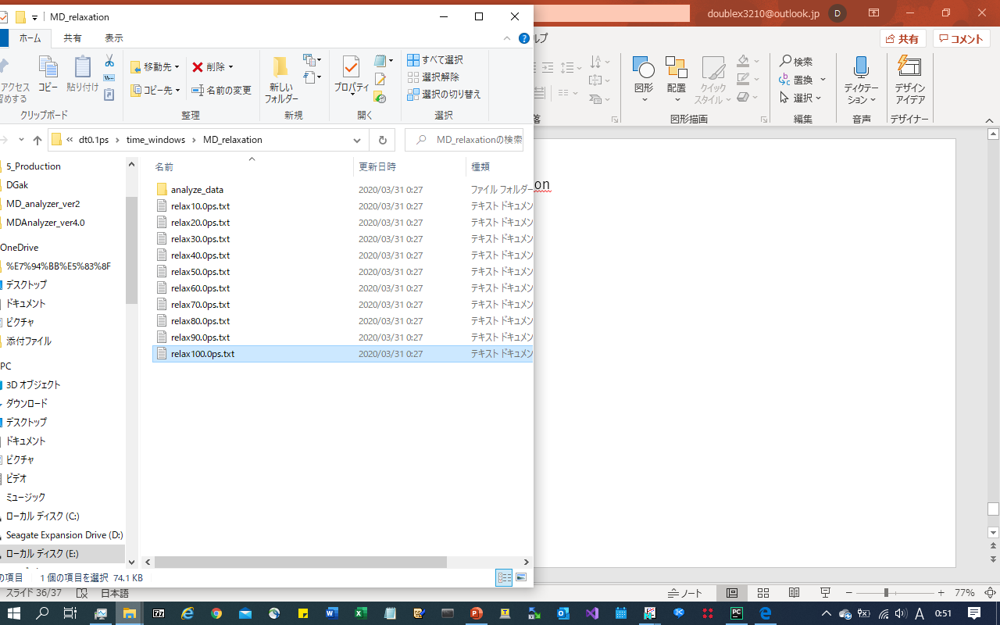 MD_relaxation
doublex3210@outlook.jp
D
ホーム
共有
表示
ルプ
共有
コメント
アクセス
留めする
コピー
貼り付け
クリップボード
移動先
コピー先
削除
名前の変更
整理
新しい
フォルダー
新規
プロパティ
開く
すべて選択
選択解除
選択の切り替え
選択
図形
配置
クイック
スタイル
図形描画
検索
置換
選択
編集
ディクテー
ション
音声
デザイン
アイデア
デザイナー
落
« dt0.1ps > time_windows > MD_relaxation
MD_relaxationの検索
5_Production
DGak
MD_analyzer_ver2
MDAnalyzer_ver4.0
OneDrive
%E7%94%BB%E5%83%8F
デスクトップ
ドキュメント
ピクチャ
添付ファイル
PC
3D オブジェクト
ダウンロード
デスクトップ
ドキュメント
ピクチャ
ビデオ
ミュージック
ローカル ディスク (C:)
Seagate Expansion Drive (D:)
ローカル ディスク (E:)
名前 更新日時 種類
analyze_data 2020/03/31 0:27 ファイル フォルダー
relax10.0ps.txt 2020/03/31 0:27 テキスト ドキュメン
relax20.0ps.txt 2020/03/31 0:27 テキスト ドキュメン
relax30.0ps.txt 2020/03/31 0:27 テキスト ドキュメン
relax40.0ps.txt 2020/03/31 0:27 テキスト ドキュメン
relax50.0ps.txt 2020/03/31 0:27 テキスト ドキュメン
relax60.0ps.txt 2020/03/31 0:27 テキスト ドキュメン
relax70.0ps.txt 2020/03/31 0:27 テキスト ドキュメン
relax80.0ps.txt 2020/03/31 0:27 テキスト ドキュメン
relax90.0ps.txt 2020/03/31 0:27 テキスト ドキュメン
relax100.0ps.txt 2020/03/31 0:27 テキスト ドキュメン
on
の項目 1 個の項目を選択 74.1 KB
スライド 36/37 日本語
ノート
77%
A 0:51